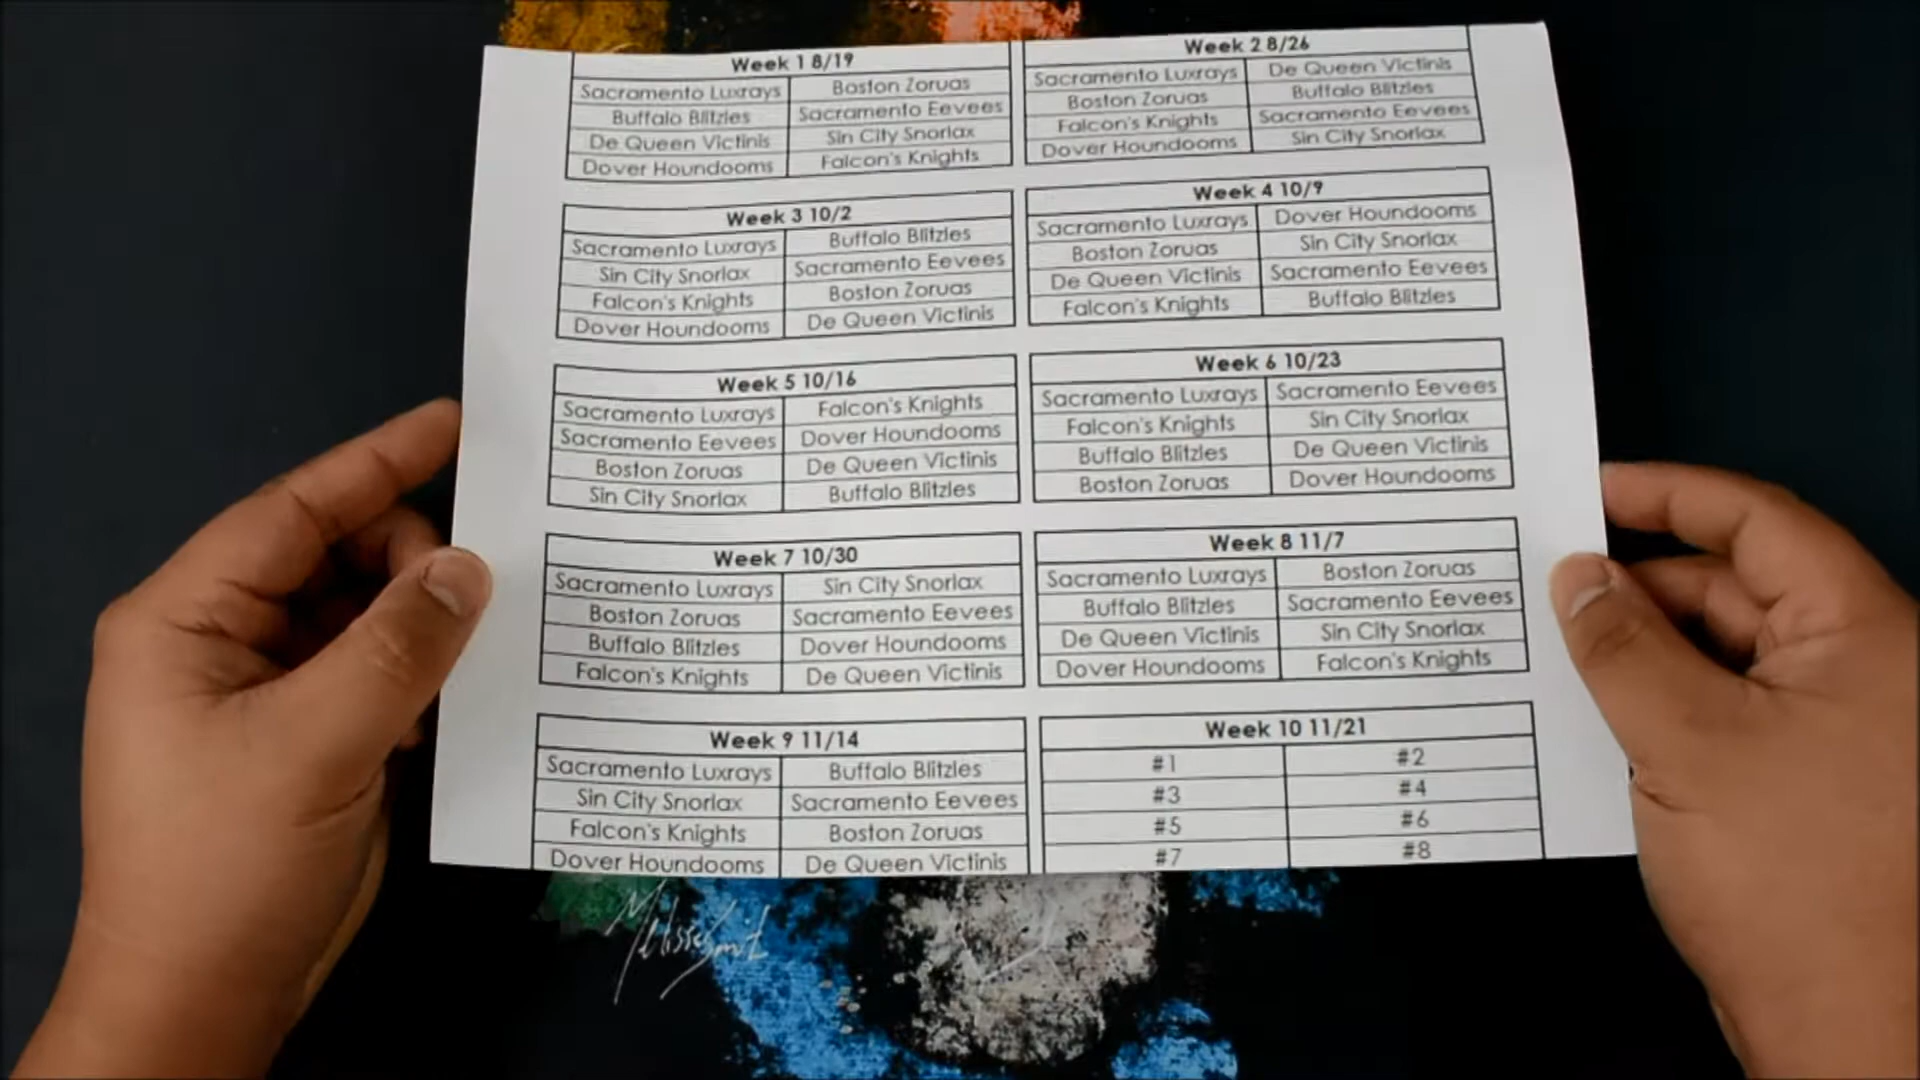 Week 1 8/19
Sacramento Luxrays Boston Zoruas
Buffalo Blitzles Sacramento Eevees
De Queen Victinis Sin City Snorlax
Dover Houndooms Falcon's Knights
Week 2 8/26
Sacramento Luxrays De Queen Victinis
Boston Zoruas Buffalo Blitzles
Falcon's Knights Sacramento Eevees
Dover Houndooms Sin City Snorlax
Week 3 10/2
Sacramento Luxrays Buffalo Blitzles
Sin City Snorlax Sacramento Eevees
Falcon's Knights Boston Zoruas
Dover Houndooms De Queen Victinis
Week 4 10/9
Sacramento Luxrays Dover Houndooms
Boston Zoruas Sin City Snorlax
De Queen Victinis Sacramento Eevees
Falcon's Knights Buffalo Blitzles
Week 5 10/16
Sacramento Luxrays Falcon's Knights
Sacramento Eevees Dover Houndooms
Boston Zoruas De Queen Victinis
Sin City Snorlax Buffalo Blitzles
Week 6 10/23
Sacramento Luxrays Sacramento Eevees
Falcon's Knights Sin City Snorlax
Buffalo Blitzles De Queen Victinis
Boston Zoruas Dover Houndooms
Week 7 10/30
Sacramento Luxrays Sin City Snorlax
Boston Zoruas Sacramento Eevees
Buffalo Blitzles Dover Houndooms
Falcon's Knights De Queen Victinis
Week 8 11/7
Sacramento Luxrays Boston Zoruas
Buffalo Blitzles Sacramento Eevees
De Queen Victinis Sin City Snorlax
Dover Houndooms Falcon's Knights
Week 9 11/14
Sacramento Luxrays Buffalo Blitzles
Sin City Snorlax Sacramento Eevees
Falcon's Knights Boston Zoruas
Dover Houndooms De Queen Victinis
Week 10 11/21
#1 #2
#3 #4
#5 #6
#7 #8